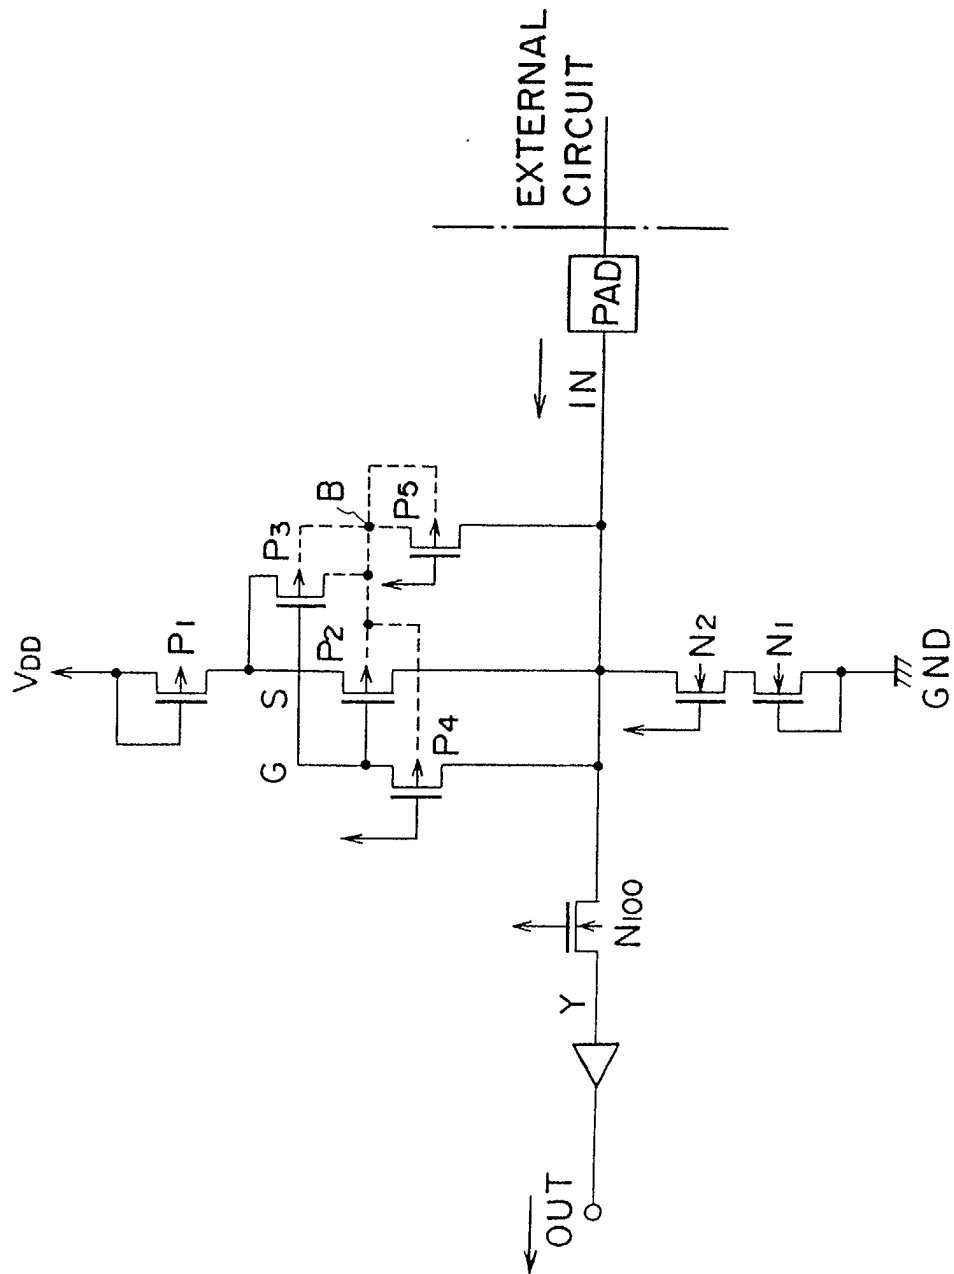 EXTERNAL
CIRCUIT
PAD
IN
VDD
P1
P3
B
P5
S
P2
G
P4
N2
N1
GND
N100
Y
OUT